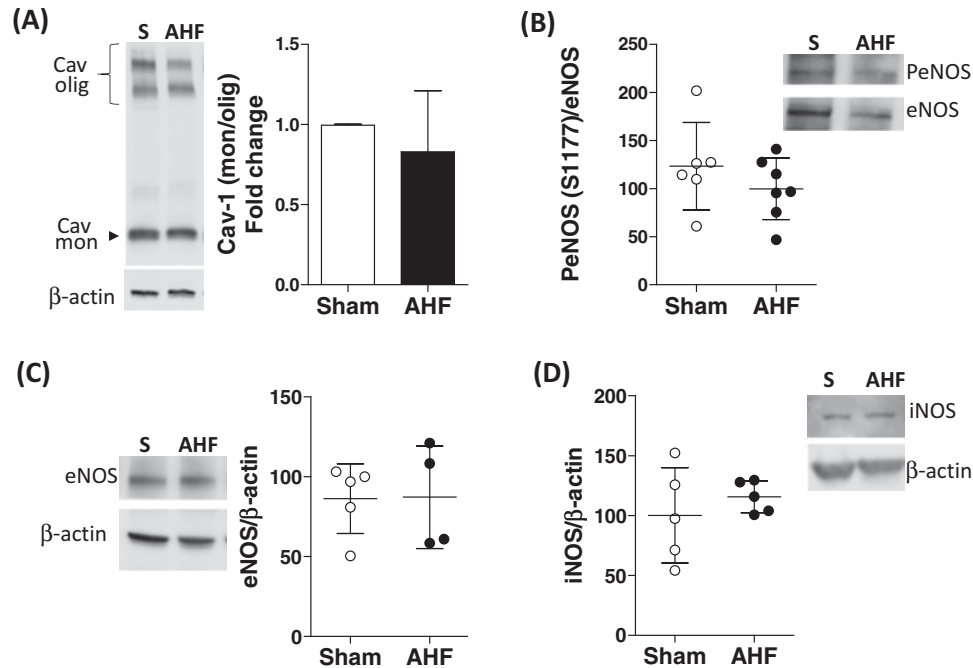 (A)
S AHF
Cav
olig
Cav
mon
β-actin
Cav-1 (mon/olig)
Fold change
1.5
1.0
0.5
0.0
Sham AHF
(B)
PeNOS (S1177)/eNOS
250
200
150
100
50
0
Sham AHF
S AHF
PeNOS
eNOS
(C)
S AHF
eNOS
β-actin
eNOS/β-actin
150
100
50
0
Sham AHF
(D)
iNOS/β-actin
200
150
100
50
0
Sham AHF
S AHF
iNOS
β-actin